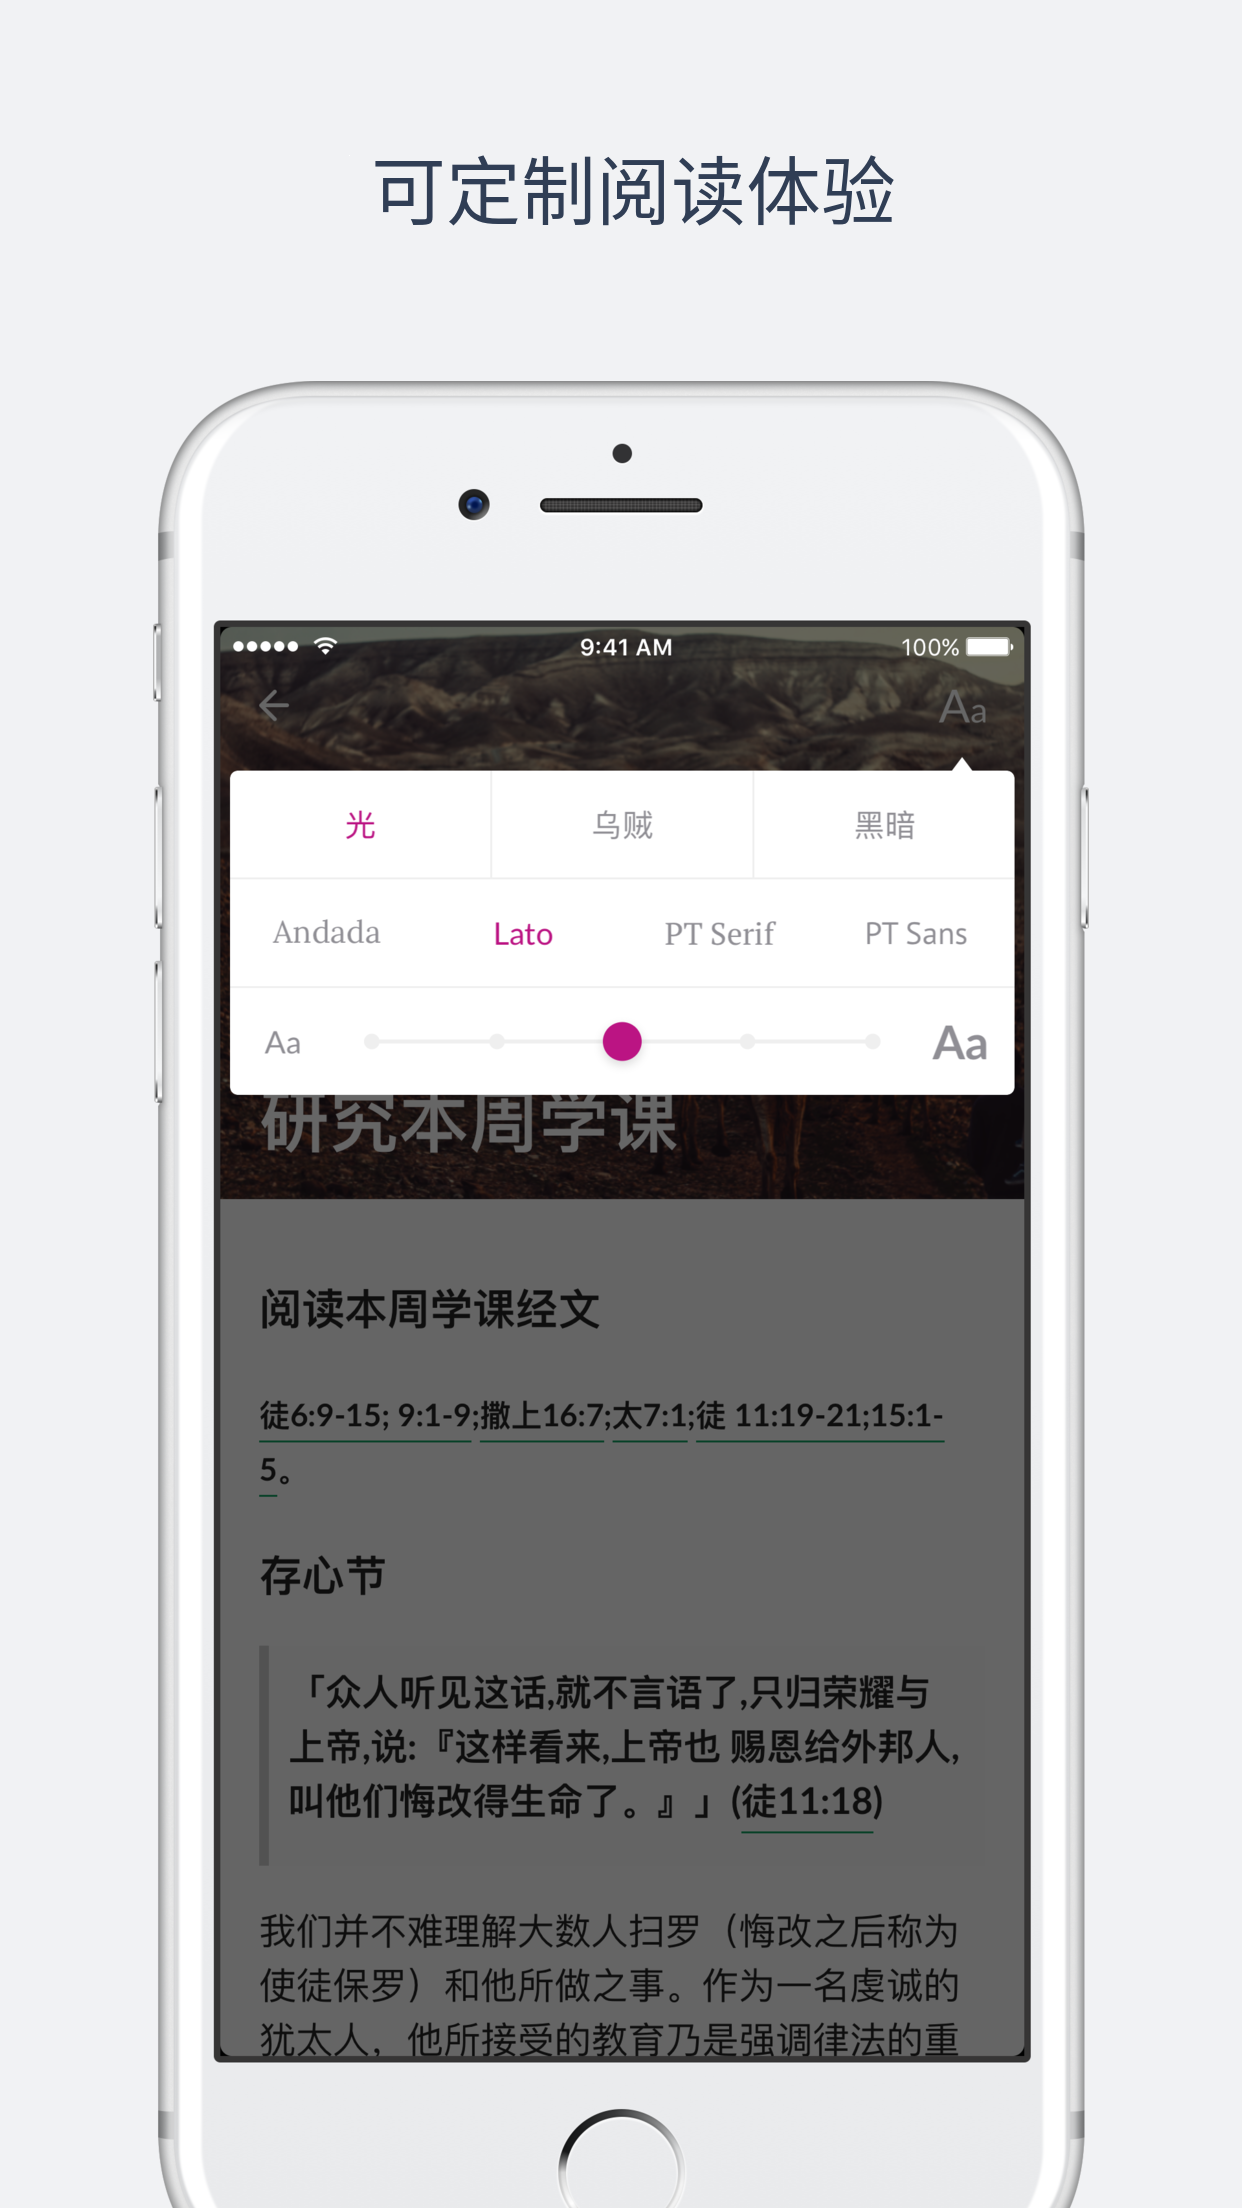 可定制阅读体验
9:41 AM
100%
Aa
光
乌贼
黑暗
Andada
Lato
PT Serif
PT Sans
Aa
Aa
研究本周学课
阅读本周学课经文
徒6:9-15; 9:1-9;撒上16:7;太7:1;徒 11:19-21;15:1-
5。
存心节
「众人听见这话,就不言语了,只归荣耀与
上帝,说:『这样看来,上帝也 赐恩给外邦人,
叫他们悔改得生命了。』」(徒11:18)
我们并不难理解大数人扫罗（悔改之后称为
使徒保罗）和他所做之事。作为一名虔诚的
犹太人，他所接受的教育乃是强调律法的重